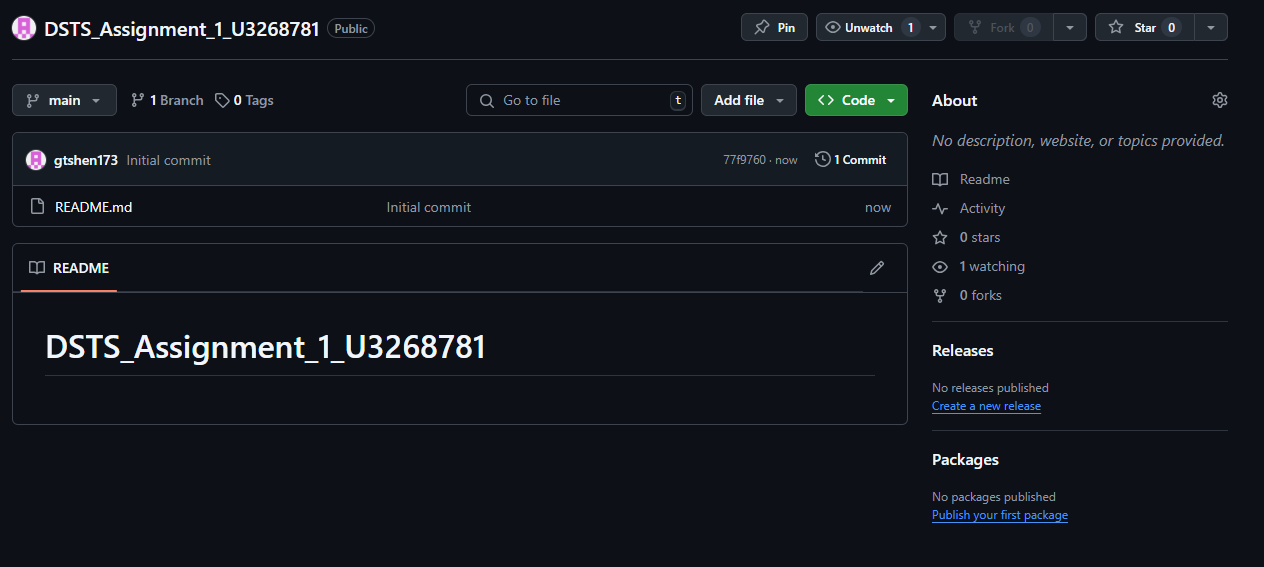 DSTS_Assignment_1_U3268781 Public Pin Unwatch 1 Fork 0 Star 0
main 1 Branch 0 Tags Go to file t Add file Code
gtshen173 Initial commit 77f9760 · now 1 Commit
README.md Initial commit now
README
DSTS_Assignment_1_U3268781
About
No description, website, or topics provided.
Readme
Activity
0 stars
1 watching
0 forks
Releases
No releases published
Create a new release
Packages
No packages published
Publish your first package